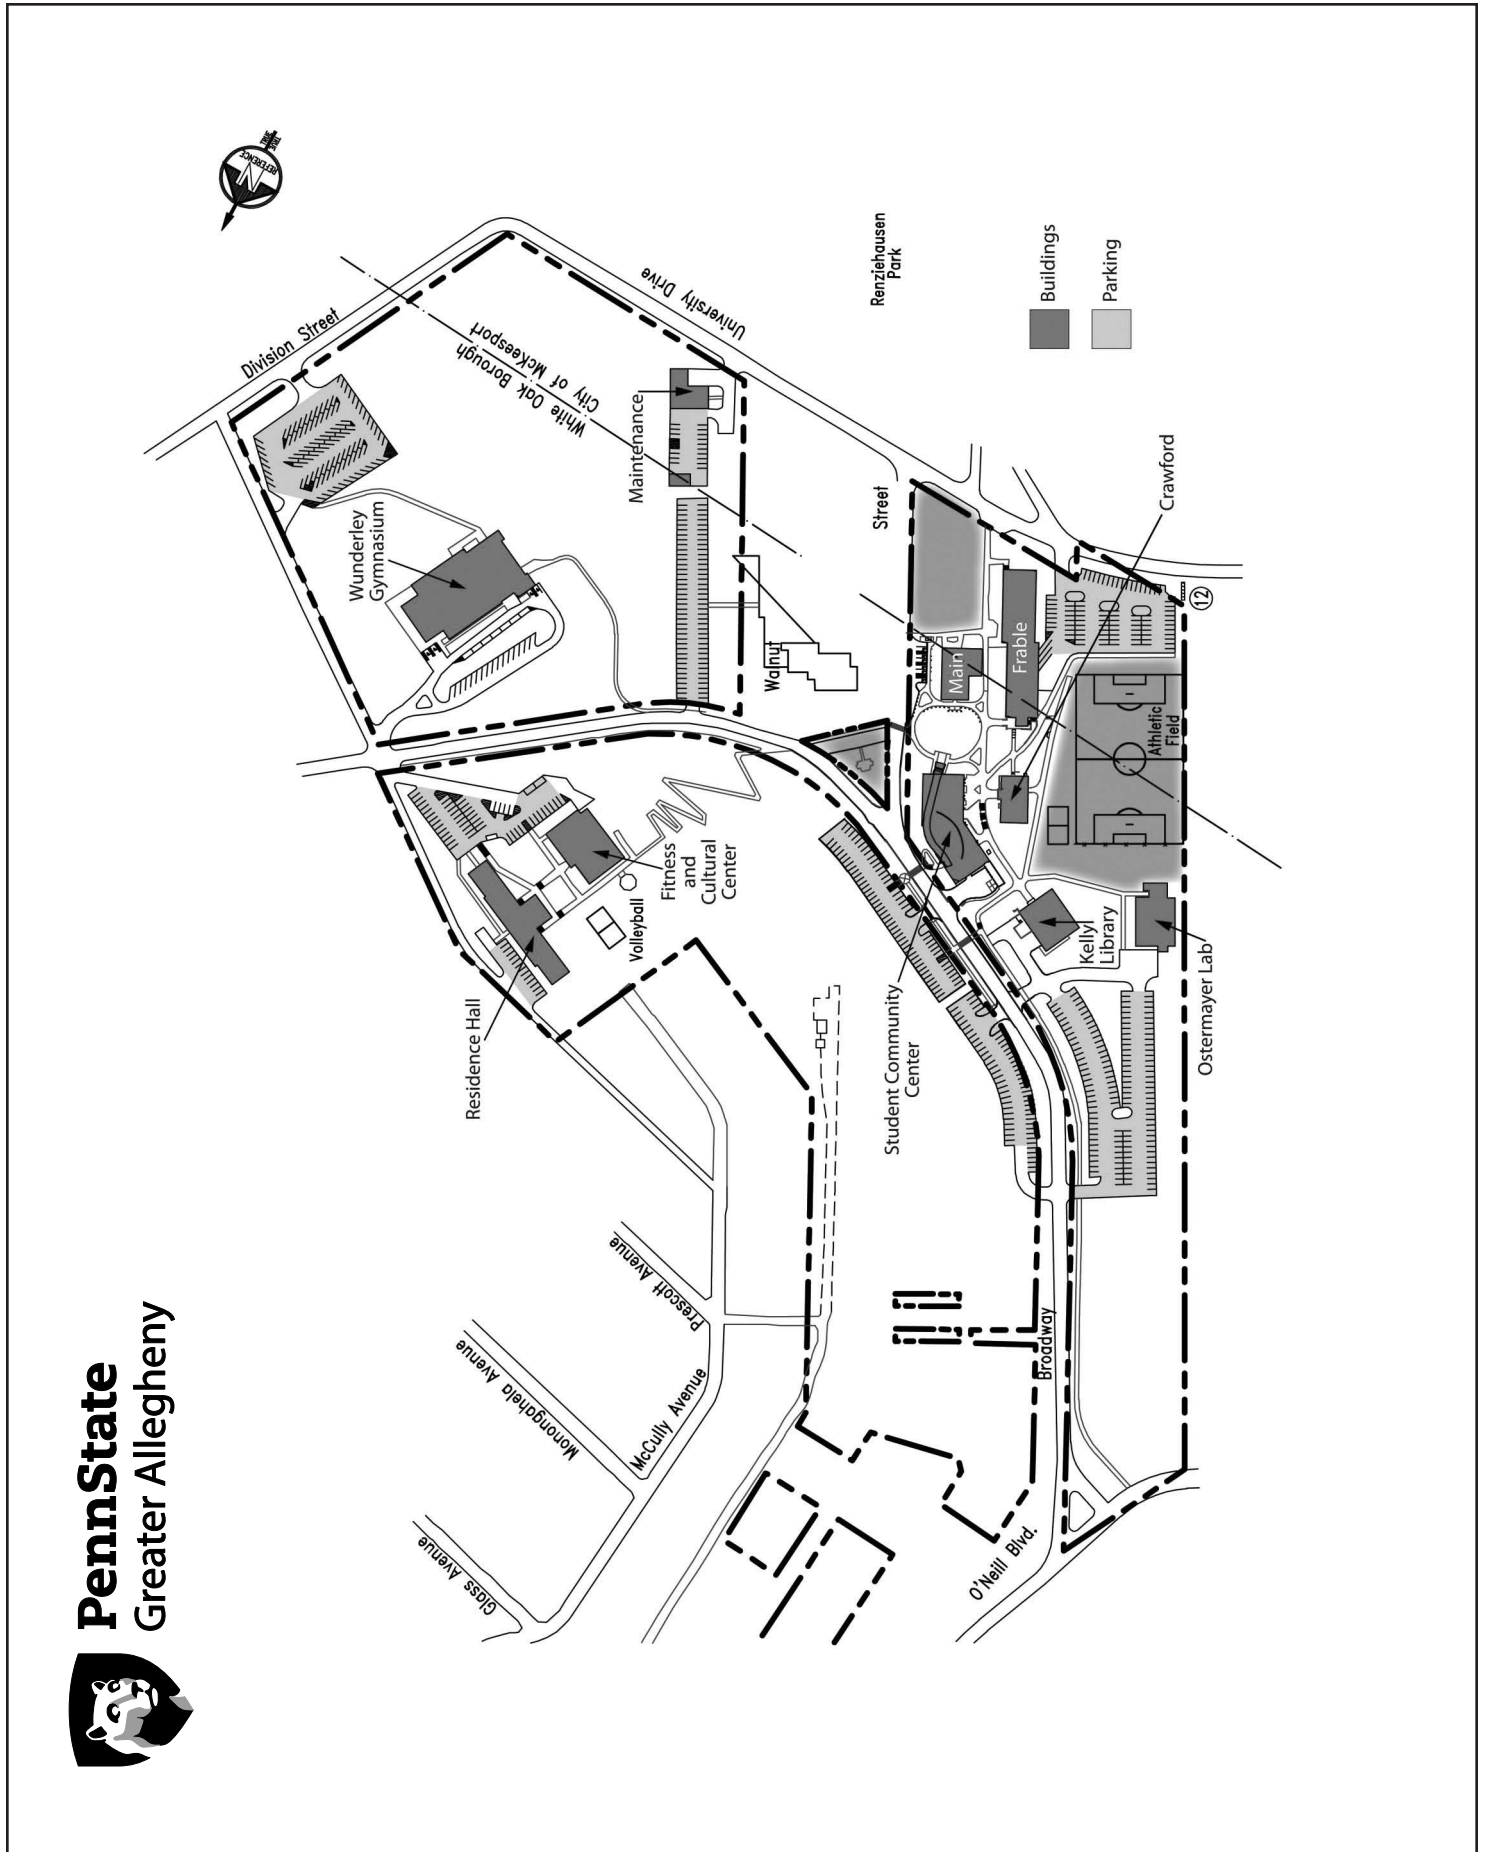 PennState
Greater Allegheny
N
REFERENCE
Division Street
University Drive
Renziehausen
Park
Buildings
Parking
White Oak Borough
City of McKeesport
Maintenance
Wunderley
Gymnasium
Street
Walnut
Crawford
Main
Frable
12
Athletic
Field
Fitness
and
Cultural
Center
Volleyball
Residence Hall
Student Community
Center
Kelly
Library
Ostermayer Lab
Prescott Avenue
Monongahela Avenue
McCully Avenue
Glass Avenue
Broadway
O'Neill Blvd.